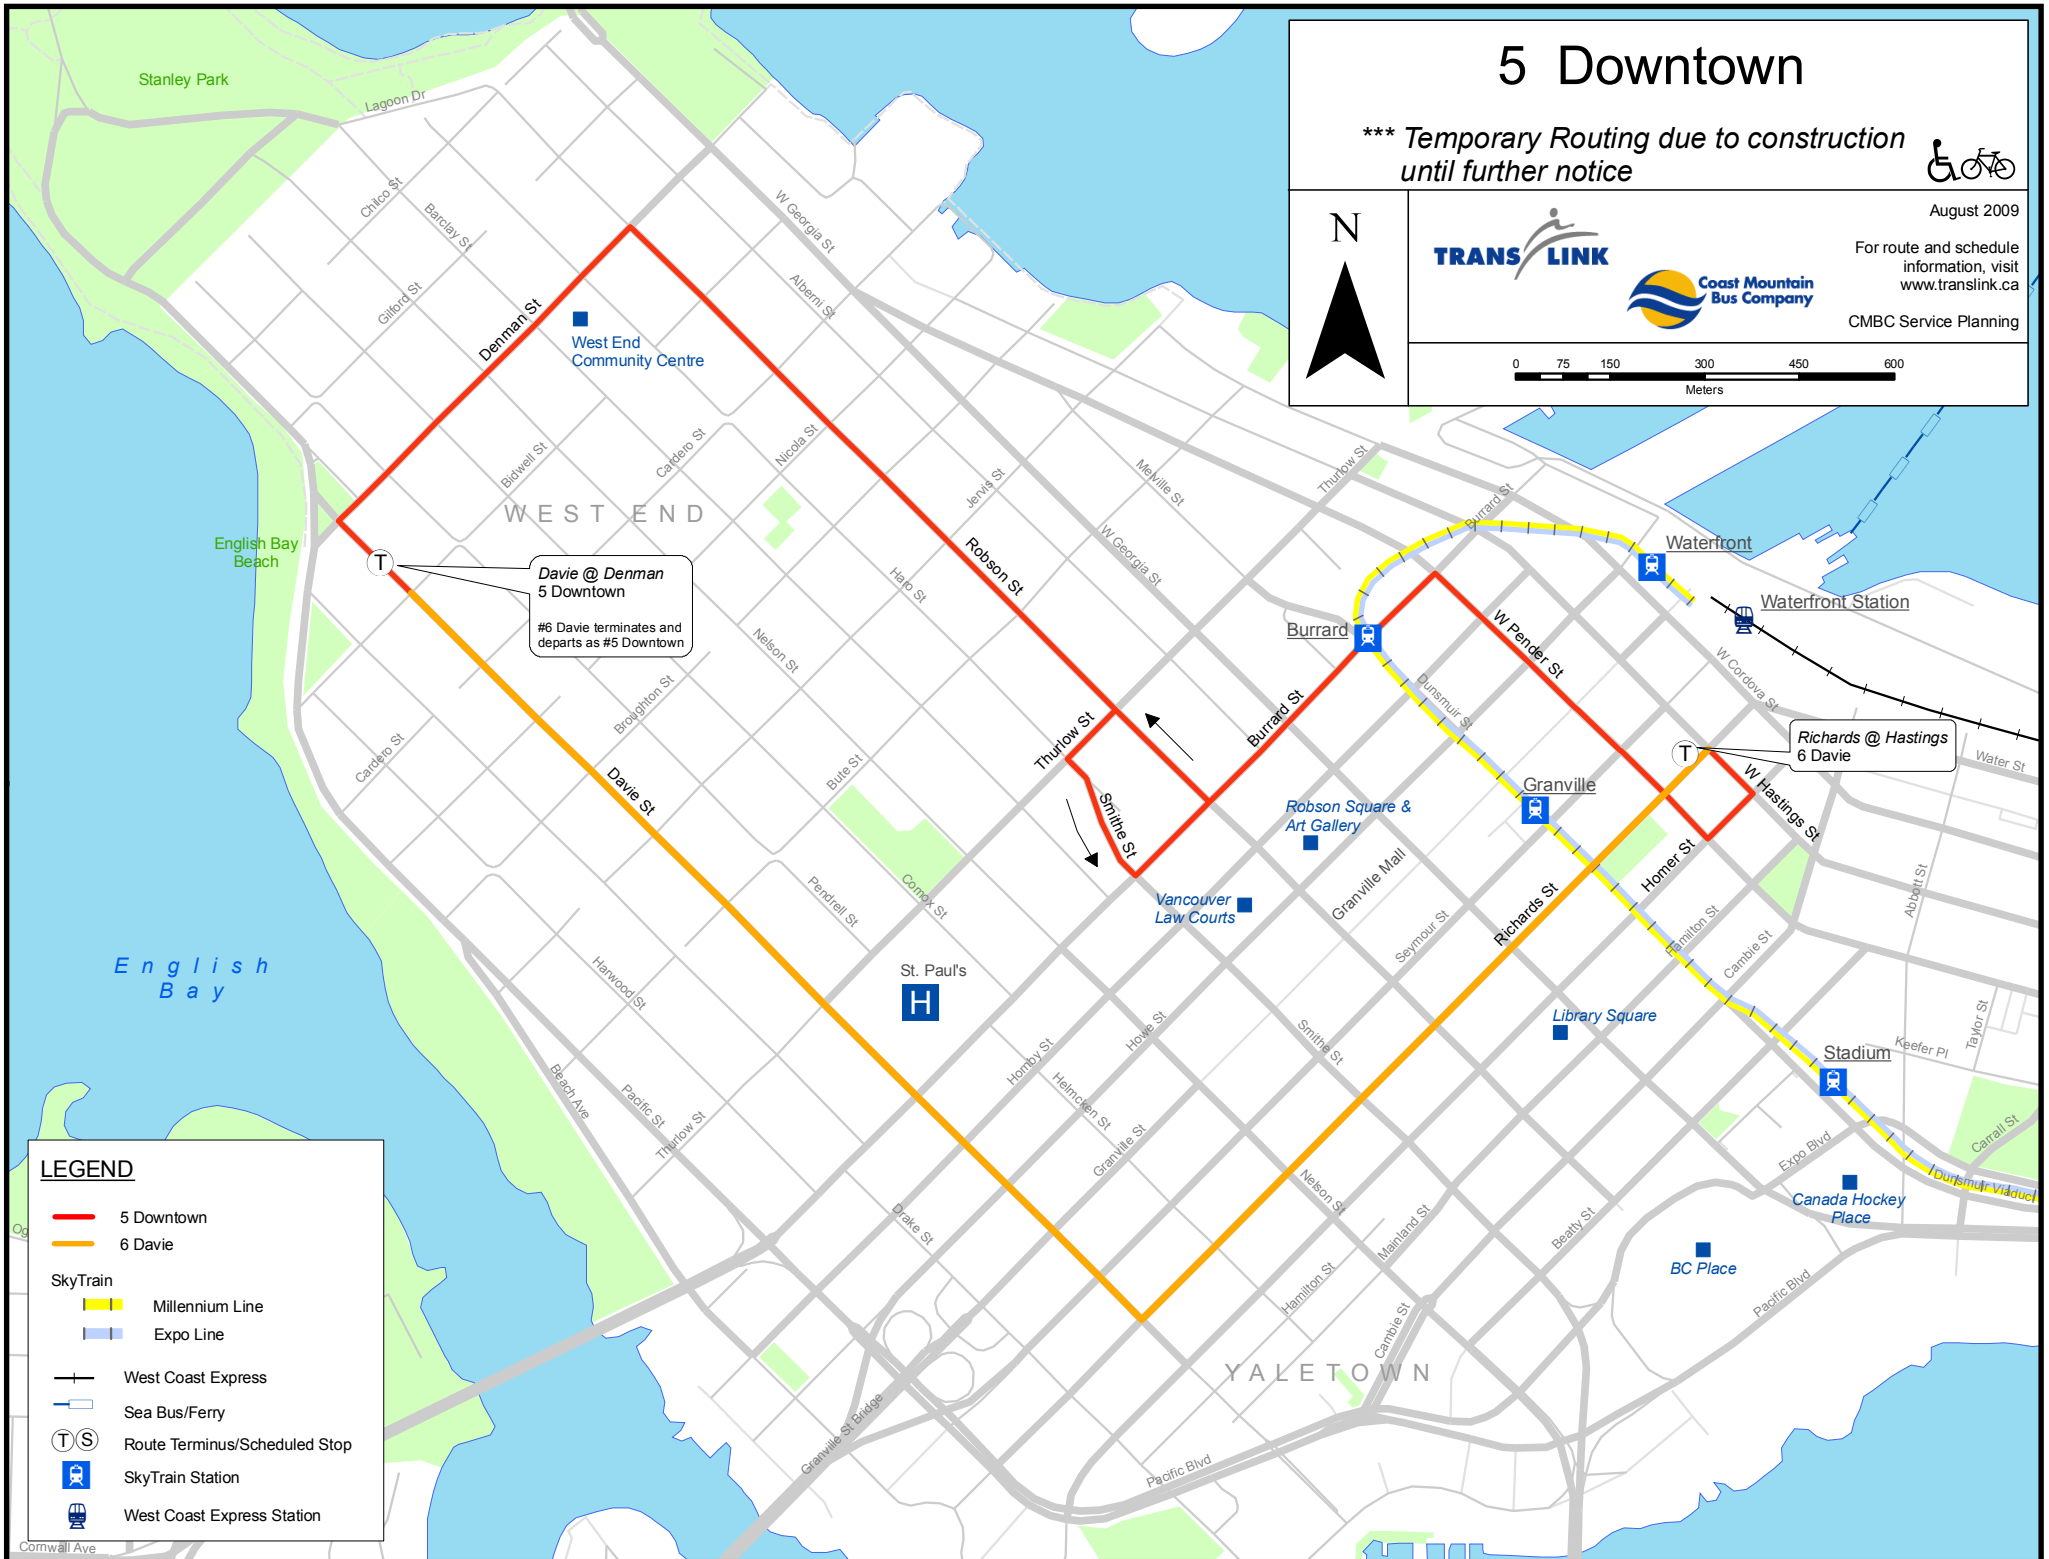 5 Downtown
*** Temporary Routing due to construction
until further notice
N
TRANS LINK
Coast Mountain
Bus Company
August 2009
For route and schedule
information, visit
www.translink.ca
CMBC Service Planning
0 75 150 300 450 600
Meters
Stanley Park
Lagoon Dr
Chilco St
Barclay St
Gilford St
W Georgia St
Alberni St
Denman St
West End
Community Centre
Bidwell St
Cardero St
Nicola St
WEST END
Jervis St
Melville St
Thurlow St
Burrard St
W Georgia St
English Bay
Beach
T
Davie @ Denman
5 Downtown
#6 Davie terminates and
departs as #5 Downtown
Robson St
Haro St
Nelson St
Broughton St
Cardero St
Davie St
Bute St
Waterfront
Waterfront Station
Burrard
W Pender St
W Cordova St
Dunsmuir St
Burrard St
Thurlow St
Smithe St
T
Richards @ Hastings
6 Davie
Water St
W Hastings St
Granville
Robson Square &
Art Gallery
Granville Mall
Homer St
Vancouver
Law Courts
Seymour St
Richards St
Hamilton St
Cambie St
Abbott St
Comox St
Pendrell St
St. Paul's
H
Harwood St
English
Bay
Howe St
Hornby St
Smithe St
Library Square
Taylor St
Keefer Pl
Stadium
Beach Ave
Pacific St
Thurlow St
Helmcken St
Granville St
Nelson St
Expo Blvd
Carrall St
Dunsmuir Viaduct
Canada Hockey
Place
Drake St
Mainland St
Beatty St
BC Place
Hamilton St
Pacific Blvd
Cambie St
YALETOWN
Granville St Bridge
Pacific Blvd
Og
LEGEND
5 Downtown
6 Davie
SkyTrain
Millennium Line
Expo Line
West Coast Express
Sea Bus/Ferry
T S Route Terminus/Scheduled Stop
SkyTrain Station
West Coast Express Station
Cornwall Ave